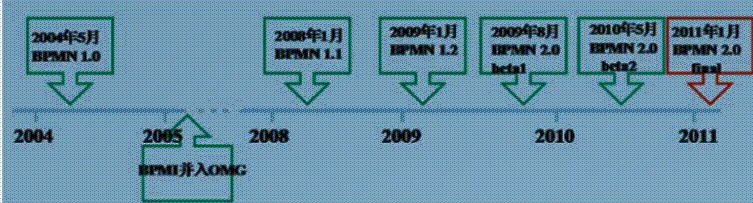 2004年5月
BPMN 1.0
2008年1月
BPMN 1.1
2009年1月
BPMN 1.2
2009年8月
BPMN 2.0
beta1
2010年5月
BPMN 2.0
beta2
2011年1月
BPMN 2.0
final
2004
2005
2008
2009
2010
2011
BPMI并入OMG